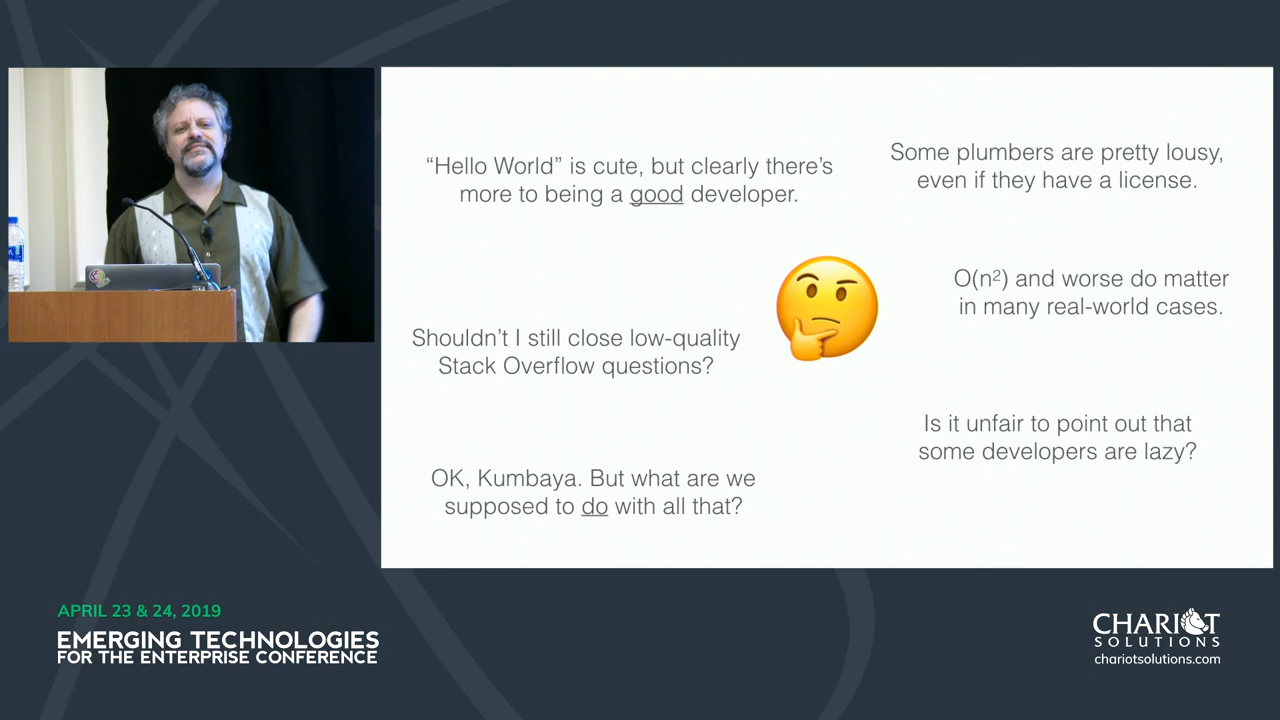 “Hello World” is cute, but clearly there’s
more to being a good developer.
Some plumbers are pretty lousy,
even if they have a license.
O(n²) and worse do matter
in many real-world cases.
Shouldn’t I still close low-quality
Stack Overflow questions?
Is it unfair to point out that
some developers are lazy?
OK, Kumbaya. But what are we
supposed to do with all that?
APRIL 23 & 24, 2019
EMERGING TECHNOLOGIES
FOR THE ENTERPRISE CONFERENCE
CHARIOT
SOLUTIONS
chariotsolutions.com